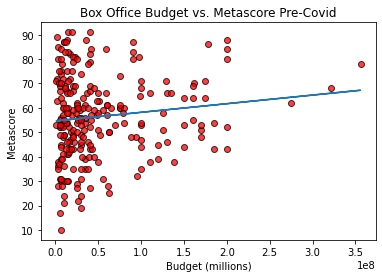 Box Office Budget vs. Metascore Pre-Covid
Metascore
90
80
70
60
50
40
30
20
10
0.0 0.5 1.0 1.5 2.0 2.5 3.0 3.5
1e8
Budget (millions)